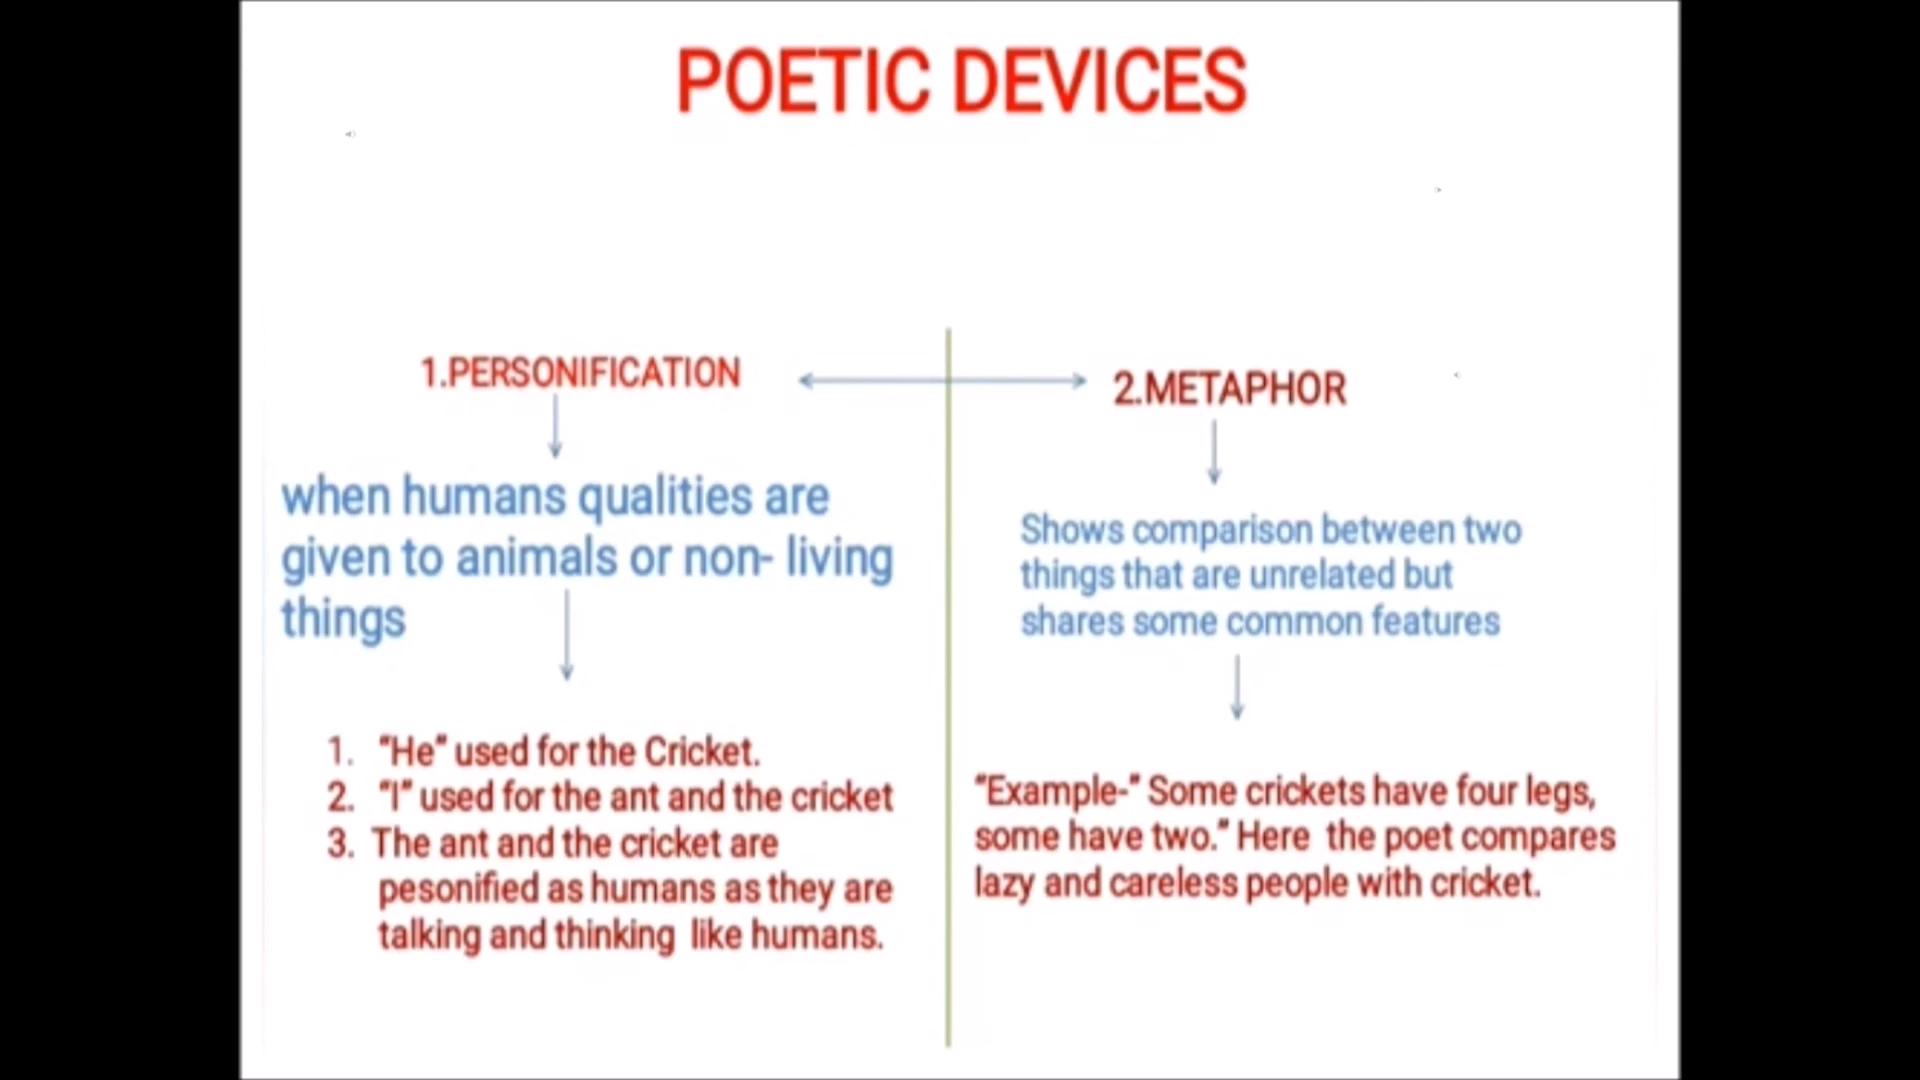 POETIC DEVICES
1.PERSONIFICATION
when humans qualities are
given to animals or non- living
things
1. "He" used for the Cricket.
2. "I" used for the ant and the cricket
3. The ant and the cricket are
pesonified as humans as they are
talking and thinking like humans.
2.METAPHOR
Shows comparison between two
things that are unrelated but
shares some common features
"Example-" Some crickets have four legs,
some have two." Here the poet compares
lazy and careless people with cricket.